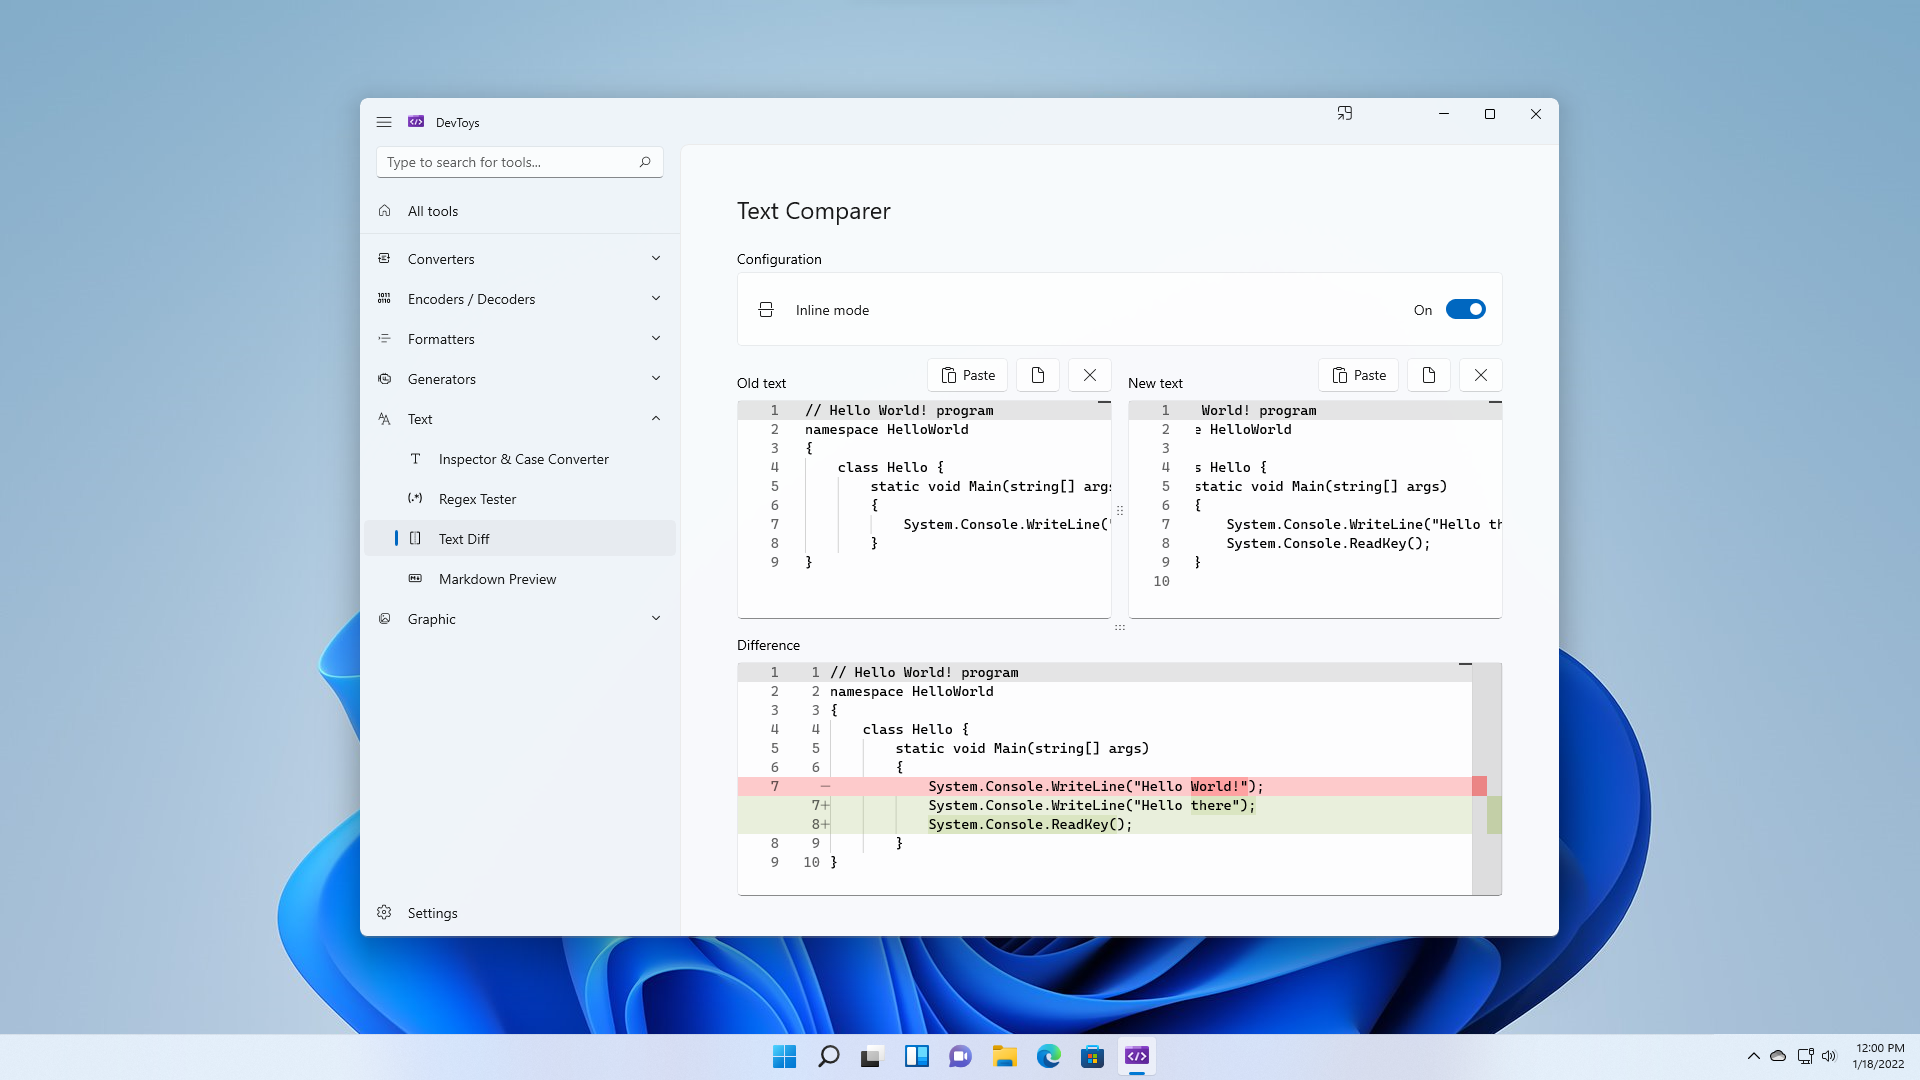 DevToys
Type to search for tools...
All tools
Converters
Encoders / Decoders
Formatters
Generators
Text
Inspector & Case Converter
Regex Tester
Text Diff
Markdown Preview
Graphic
Settings
Text Comparer
Configuration
Inline mode
On
Old text
Paste
1 // Hello World! program
2 namespace HelloWorld
3 {
4 class Hello {
5 static void Main(string[] args
6 {
7 System.Console.WriteLine("
8 }
9 }
New text
Paste
1 World! program
2 e HelloWorld
3
4 s Hello {
5 static void Main(string[] args)
6 {
7 System.Console.WriteLine("Hello th
8 System.Console.ReadKey();
9 }
10
Difference
1 1 // Hello World! program
2 2 namespace HelloWorld
3 3 {
4 4 class Hello {
5 5 static void Main(string[] args)
6 6 {
7 − System.Console.WriteLine("Hello World!");
7+ System.Console.WriteLine("Hello there");
8+ System.Console.ReadKey();
8 9 }
9 10 }
12:00 PM
1/18/2022